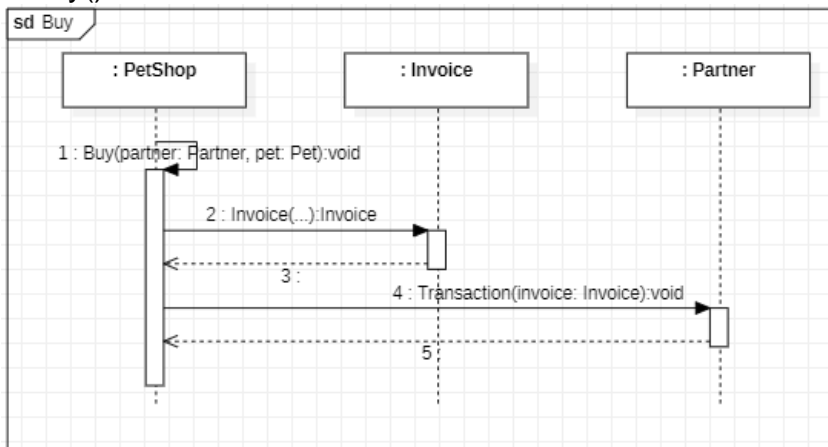 sd Buy
: PetShop
: Invoice
: Partner
1 : Buy(partner: Partner, pet: Pet):void
2 : Invoice(...):Invoice
3 :
4 : Transaction(invoice: Invoice):void
5 :